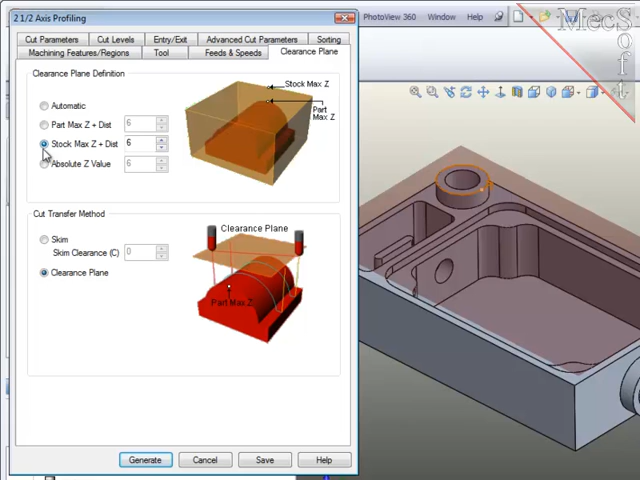 2 1/2 Axis Profiling
PhotoView 360
Window
Help
MecSoft
Cut Parameters
Cut Levels
Entry/Exit
Advanced Cut Parameters
Sorting
Machining Features/Regions
Tool
Feeds & Speeds
Clearance Plane
Clearance Plane Definition
Automatic
Part Max Z + Dist
6
Stock Max Z + Dist
6
Absolute Z Value
6
Stock Max Z
Part
Max
Z
Cut Transfer Method
Skim
Skim Clearance (C)
0
Clearance Plane
Clearance Plane
Part Max Z
Generate
Cancel
Save
Help